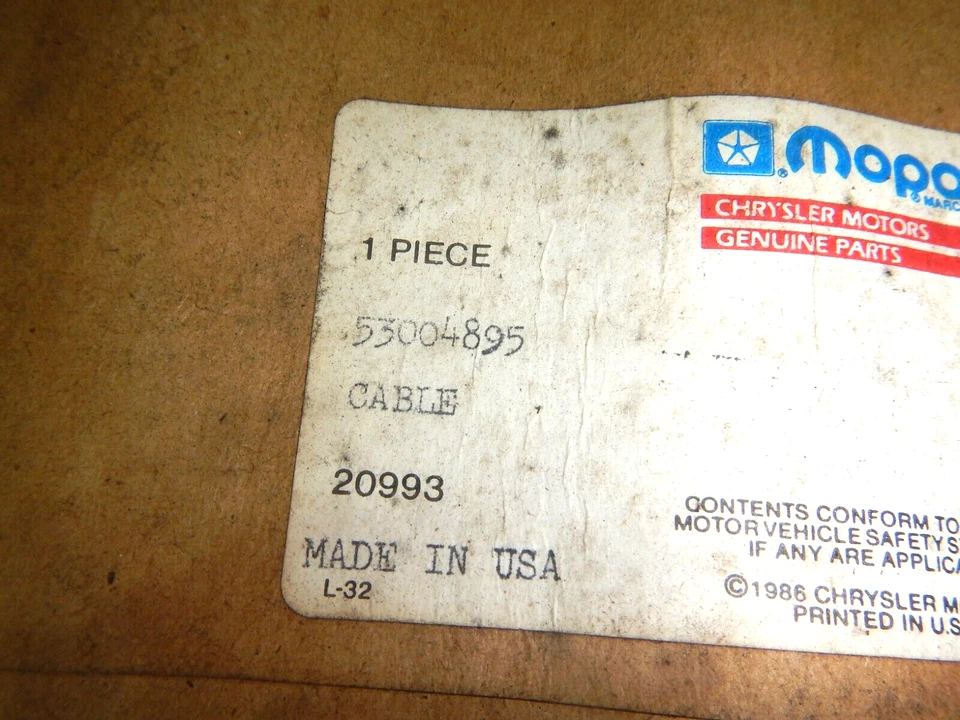 Mopa
® MARC
CHRYSLER MOTORS
GENUINE PARTS
1 PIECE
53004895
CABLE
20993
MADE IN USA
L-32
CONTENTS CONFORM TO
MOTOR VEHICLE SAFETY S
IF ANY ARE APPLICA
©1986 CHRYSLER M
PRINTED IN U.S